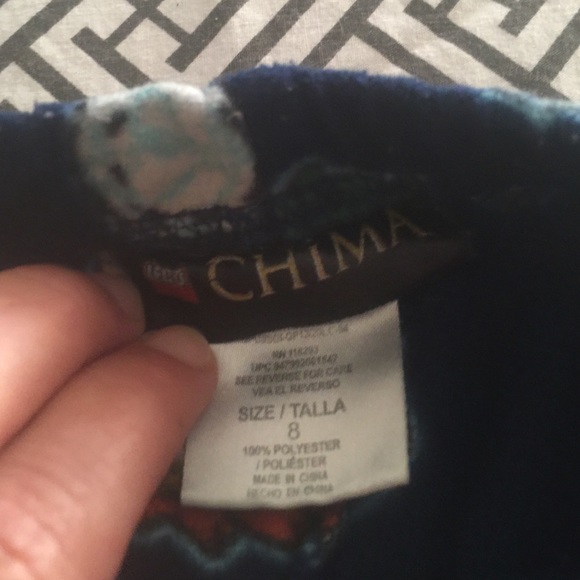 LEGO
CHIMA
SEE REVERSE FOR CARE
VEA EL REVERSO
SIZE / TALLA
8
100% POLYESTER
/ POLIÉSTER
MADE IN CHINA
HECHO EN CHINA